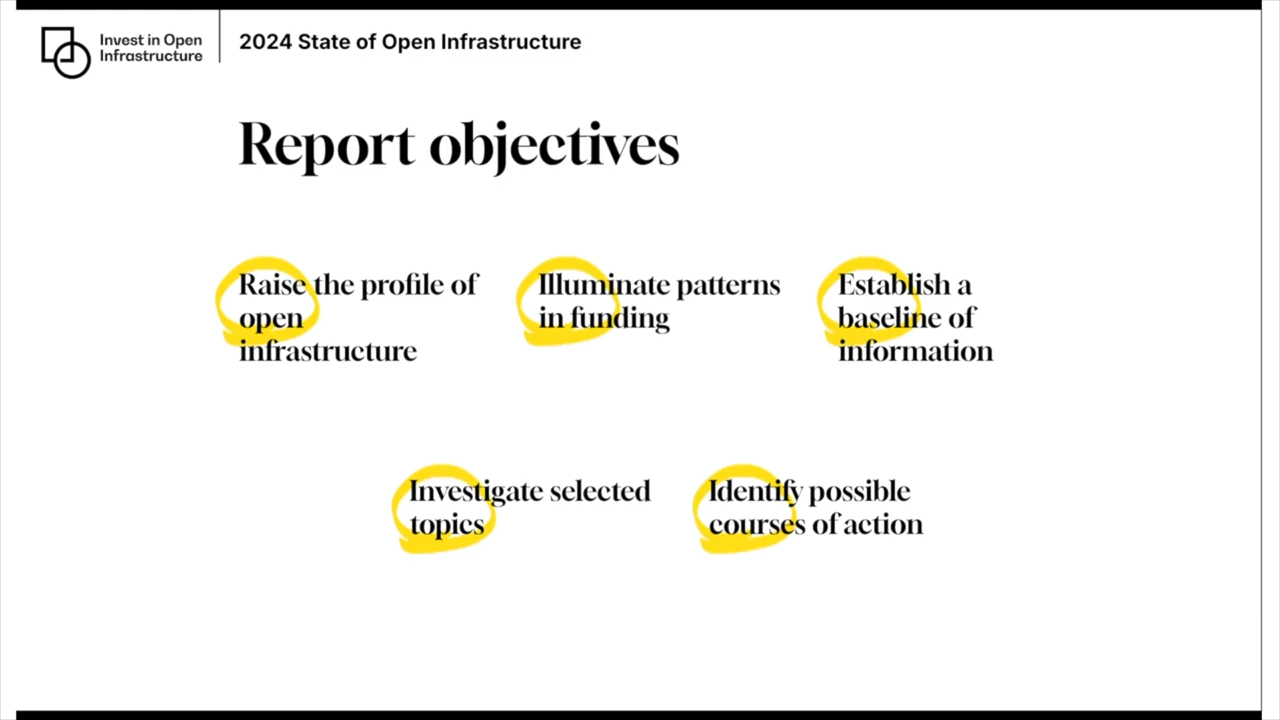 Invest in Open
Infrastructure
2024 State of Open Infrastructure
Report objectives
Raise the profile of
open
infrastructure
Illuminate patterns
in funding
Establish a
baseline of
information
Investigate selected
topics
Identify possible
courses of action